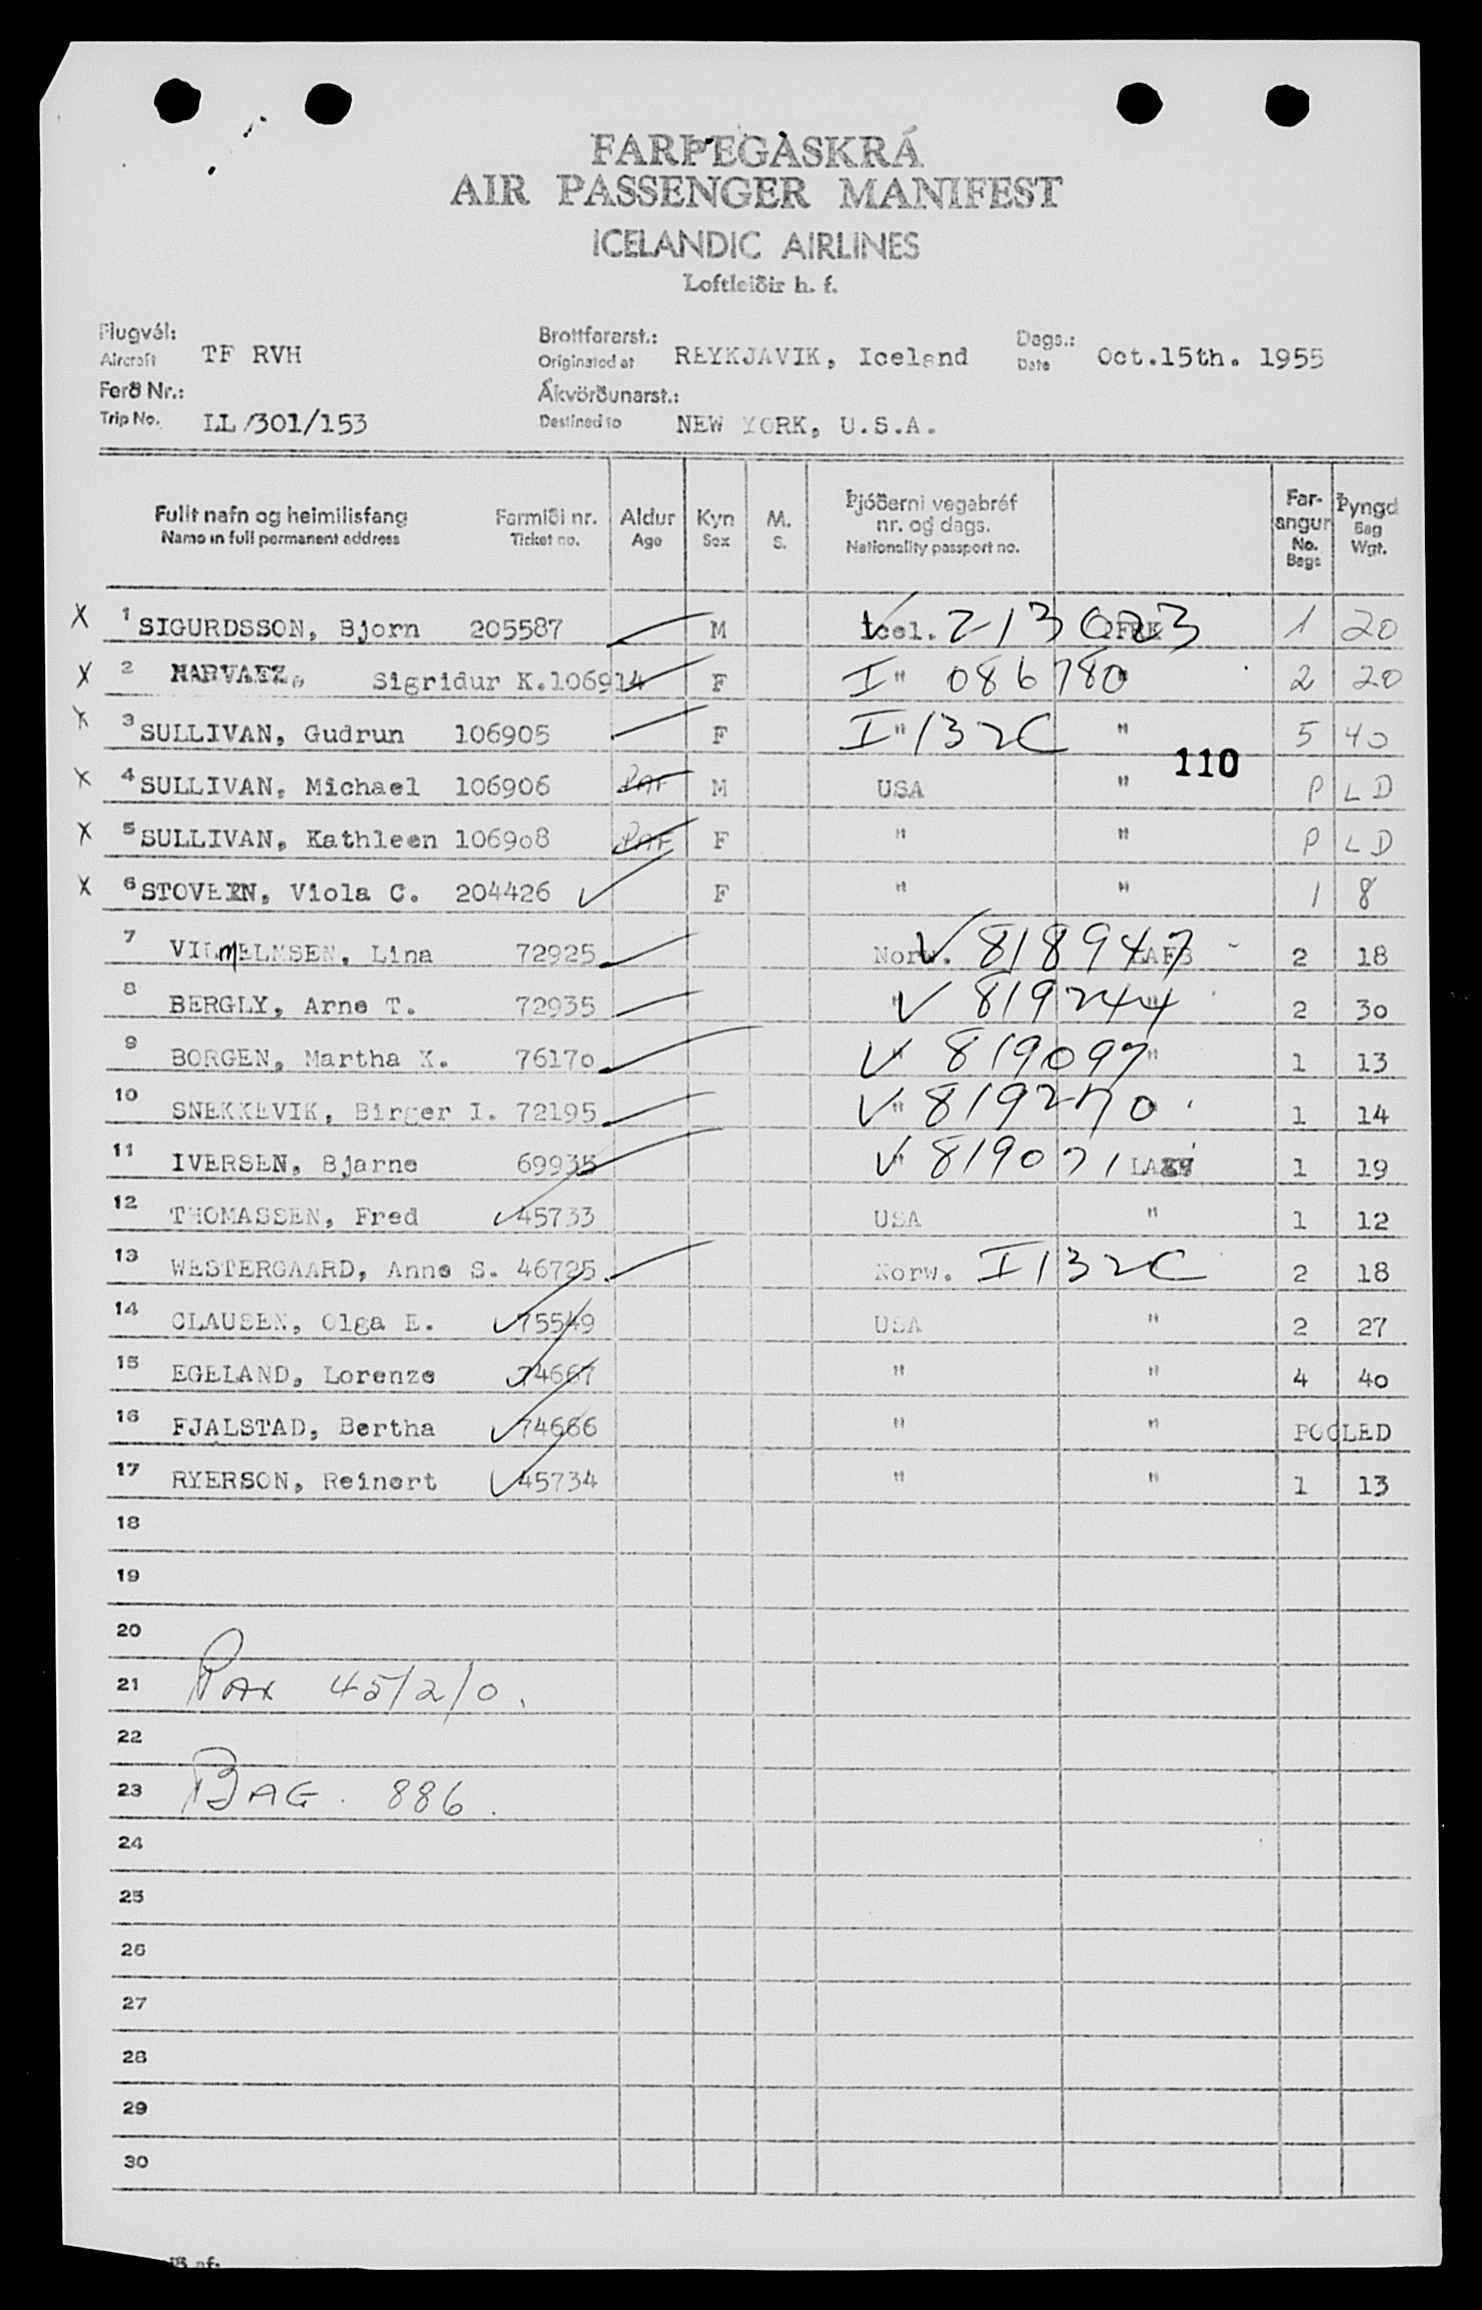 FARÞEGASKRÁ
AIR PASSENGER MANIFEST
ICELANDIC AIRLINES
Loftleiðir h. f.
Flugvél: Brottfararst.: Dags.:
Aircraft TF RVH Originated at REYKJAVIK, Iceland Date Oct.15th. 1955
Ferð Nr.: Ákvörðunarst.:
Trip No. LL/301/153 Destined to NEW YORK, U.S.A.
Fullt nafn og heimilisfang Farmiði nr. Aldur Kyn M. Þjóðerni vegabréf nr. og dags. Far-angur Þyngd
Name in full permanent address Ticket no. Age Sex S. Nationality passport no. No. Bags Bag Wgt.
X 1 SIGURDSSON, Bjorn 205587 M Icel. 213023 1 20
X 2 NARVAEZ, Sigridur K. 106914 F I " 086780 " 2 20
X 3 SULLIVAN, Gudrun 106905 F I " 132C " 5 40
110
X 4 SULLIVAN, Michael 106906 M USA " P L D
X 5 SULLIVAN, Kathleen 106908 F " " P L D
X 6 STOVERN, Viola C. 204426 F " " 1 8
7 VILMELMSEN, Lina 72925 Norw. 818947 2 18
8 BERGLY, Arne T. 72935 " 819244 " 2 30
9 BORGEN, Martha K. 76170 " 819097 " 1 13
10 SNEKKEVIK, Birger I. 72195 " 819270 1 14
11 IVERSEN, Bjarne 69935 " 819071 1 19
12 THOMASSEN, Fred 45733 USA " 1 12
13 WESTERGAARD, Anne S. 46725 Norw. I132C 2 18
14 CLAUSEN, Olga E. 75549 USA " 2 27
15 EGELAND, Lorenze 74667 " " 4 40
16 FJALSTAD, Bertha 74666 " " POOLED
17 RYERSON, Reinert 45734 " " 1 13
18
19
20
21 PAX 45/2/0.
22
23 BAG. 886.
24
25
26
27
28
29
30